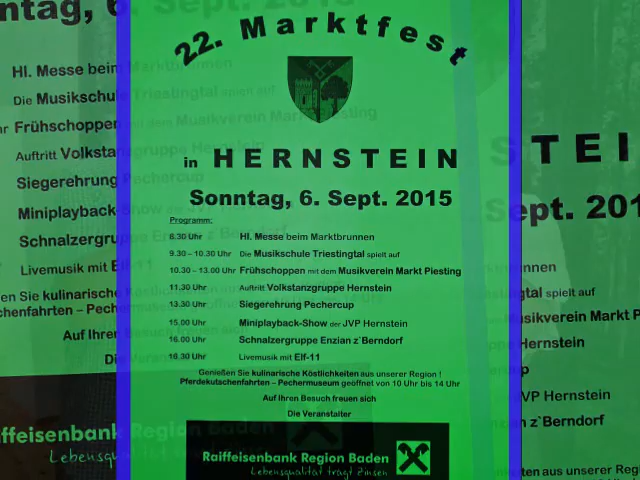 22. Marktfest
in HERNSTEIN
Sonntag, 6. Sept. 2015
Programm:
8.30 Uhr Hl. Messe beim Marktbrunnen
9.30 – 10.30 Uhr Die Musikschule Triestingtal spielt auf
10.30 – 13.00 Uhr Frühschoppen mit dem Musikverein Markt Piesting
11.30 Uhr Auftritt Volkstanzgruppe Hernstein
13.30 Uhr Siegerehrung Pechercup
15.00 Uhr Miniplayback-Show der JVP Hernstein
16.00 Uhr Schnalzergruppe Enzian z`Berndorf
16.30 Uhr Livemusik mit Elf-11
Genießen Sie kulinarische Köstlichkeiten aus unserer Region !
Pferdekutschenfahrten – Pechermuseum geöffnet von 10 Uhr bis 14 Uhr
Auf Ihren Besuch freuen sich
Die Veranstalter
Raiffeisenbank Region Baden
Lebensqualität trägt Zinsen